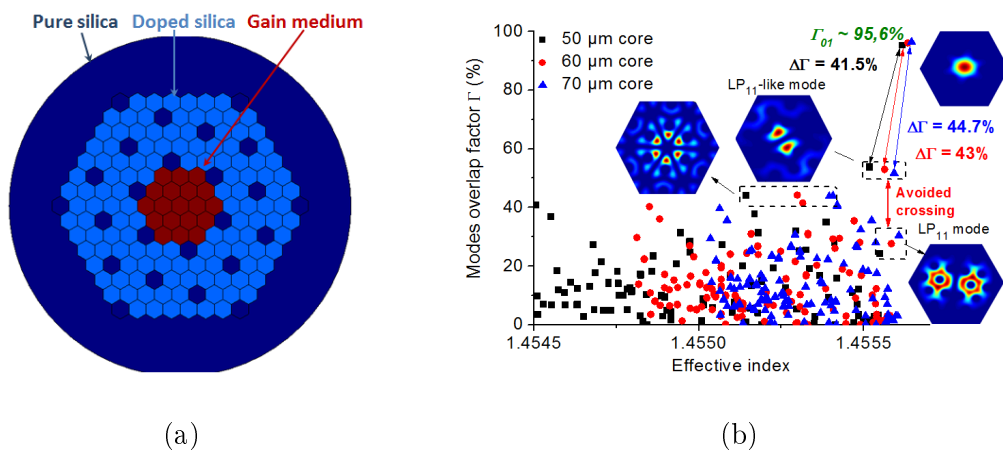 Pure silica Doped silica Gain medium
(a)
Modes overlap factor Γ (%)
100
80
60
40
20
0
1.4545
1.4550
1.4555
Effective index
50 µm core
60 µm core
70 µm core
Γ01 ~ 95,6%
ΔΓ = 41.5%
LP11-like mode
ΔΓ = 44.7%
ΔΓ = 43%
Avoided
crossing
LP11 mode
(b)